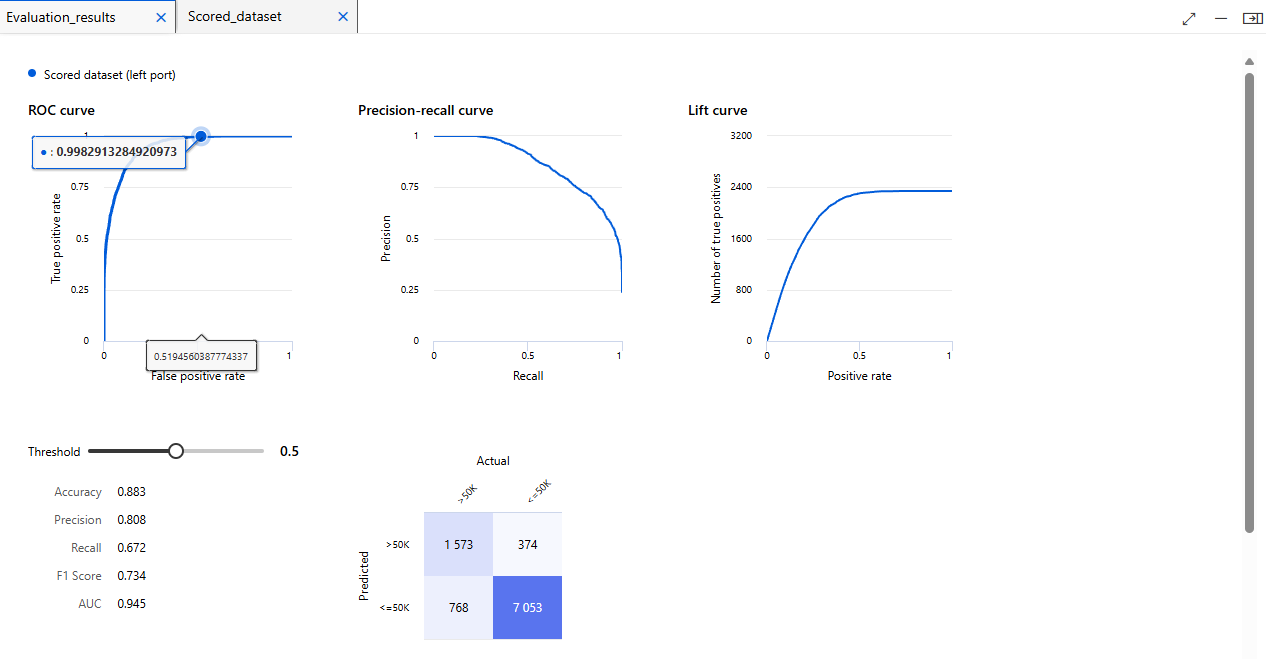 Evaluation_results
Scored_dataset
Scored dataset (left port)
ROC curve
1
: 0.9982913284920973
0.75
0.5
0.25
0
True positive rate
0
0.5194560387774337
1
False positive rate
Precision-recall curve
1
0.75
0.5
0.25
0
Precision
0
0.5
1
Recall
Lift curve
3200
2400
1600
800
0
Number of true positives
0
0.5
1
Positive rate
Threshold 0.5
Accuracy 0.883
Precision 0.808
Recall 0.672
F1 Score 0.734
AUC 0.945
Actual
>50K <=50K
Predicted
>50K 1 573 374
<=50K 768 7 053